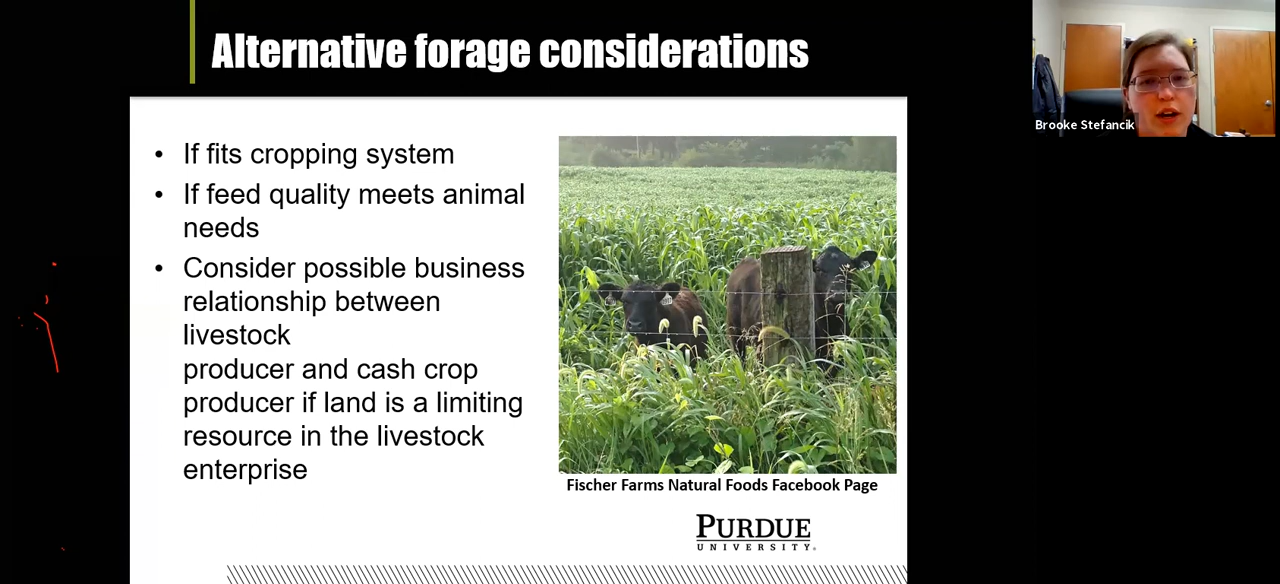 Alternative forage considerations
Brooke Stefancik
• If fits cropping system
• If feed quality meets animal
needs
• Consider possible business
relationship between
livestock
producer and cash crop
producer if land is a limiting
resource in the livestock
enterprise
Fischer Farms Natural Foods Facebook Page
PURDUE
UNIVERSITY®